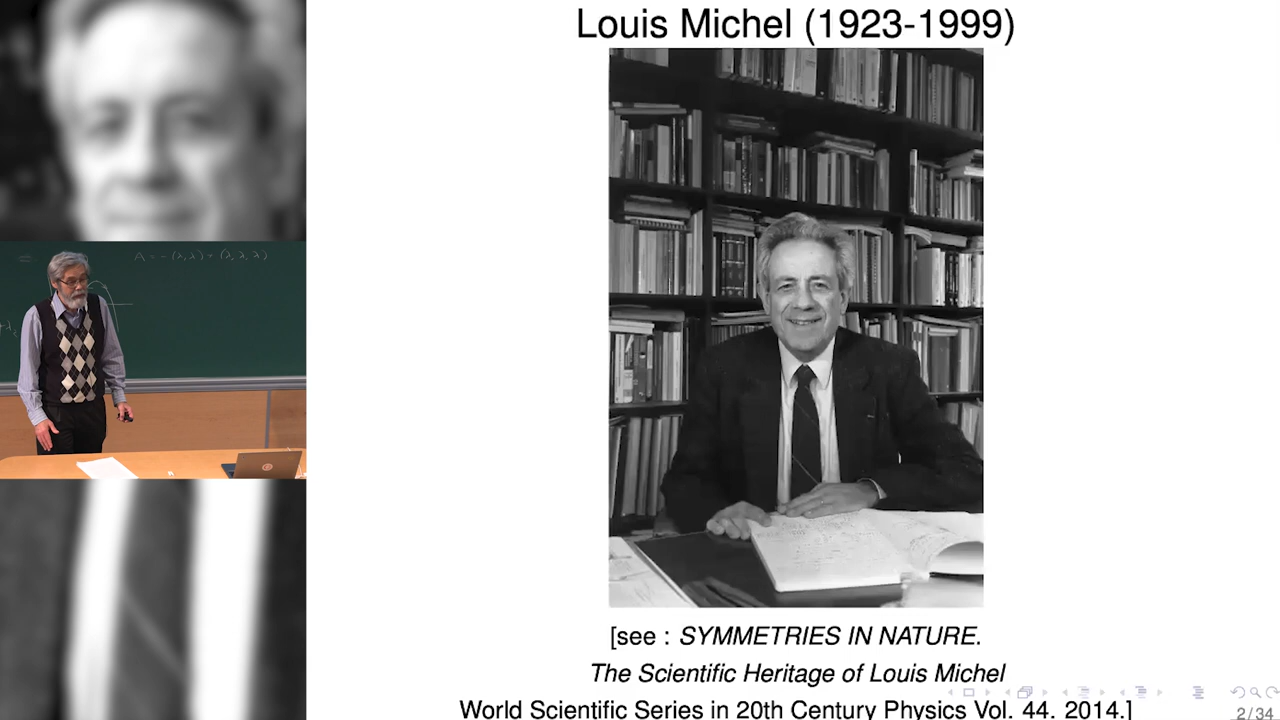 Louis Michel (1923-1999)
A = -(λ,λ) + (λ,λ,λ)
[see : SYMMETRIES IN NATURE.
The Scientific Heritage of Louis Michel
World Scientific Series in 20th Century Physics Vol. 44. 2014.]
2/34